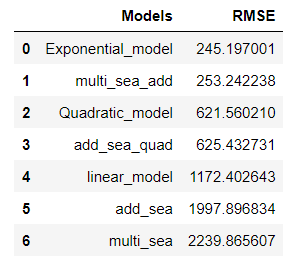 Models RMSE
0 Exponential_model 245.197001
1 multi_sea_add 253.242238
2 Quadratic_model 621.560210
3 add_sea_quad 625.432731
4 linear_model 1172.402643
5 add_sea 1997.896834
6 multi_sea 2239.865607